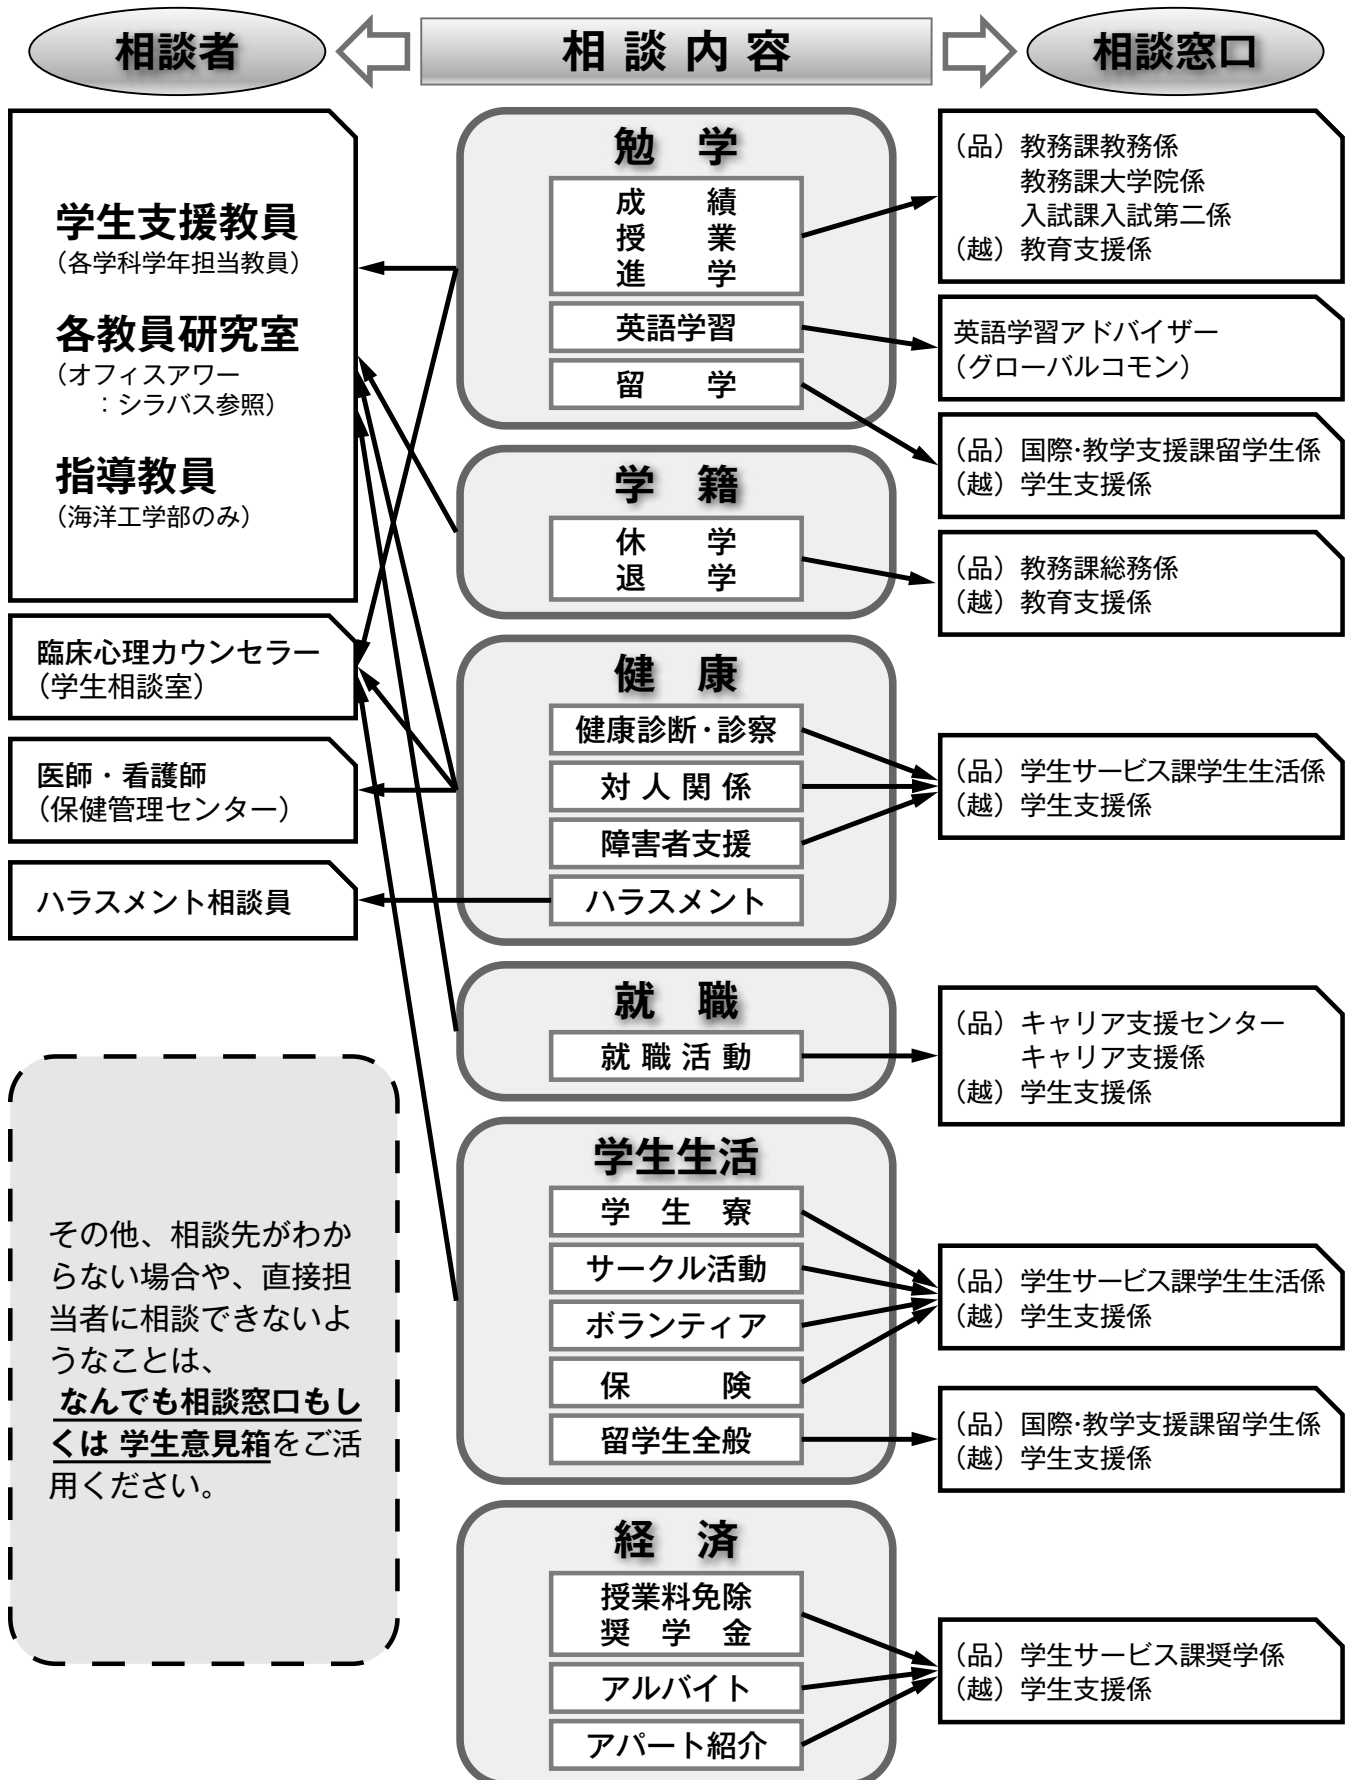 相談者
相談内容
相談窓口
学生支援教員
（各学科学年担当教員）
各教員研究室
（オフィスアワー
：シラバス参照）
指導教員
（海洋工学部のみ）
臨床心理カウンセラー
（学生相談室）
医師・看護師
（保健管理センター）
ハラスメント相談員
その他、相談先がわか
らない場合や、直接担
当者に相談できないよ
うなことは、
なんでも相談窓口もし
くは 学生意見箱をご活
用ください。
勉　学
成　績
授　業
進　学
英語学習
留　学
学　籍
休　学
退　学
健　康
健康診断・診察
対人関係
障害者支援
ハラスメント
就　職
就職活動
学生生活
学　生　寮
サークル活動
ボランティア
保　険
留学生全般
経　済
授業料免除
奨　学　金
アルバイト
アパート紹介
（品）教務課教務係
教務課大学院係
入試課入試第二係
（越）教育支援係
英語学習アドバイザー
（グローバルコモン）
（品）国際・教学支援課留学生係
（越）学生支援係
（品）教務課総務係
（越）教育支援係
（品）学生サービス課学生生活係
（越）学生支援係
（品）キャリア支援センター
キャリア支援係
（越）学生支援係
（品）学生サービス課学生生活係
（越）学生支援係
（品）国際・教学支援課留学生係
（越）学生支援係
（品）学生サービス課奨学係
（越）学生支援係